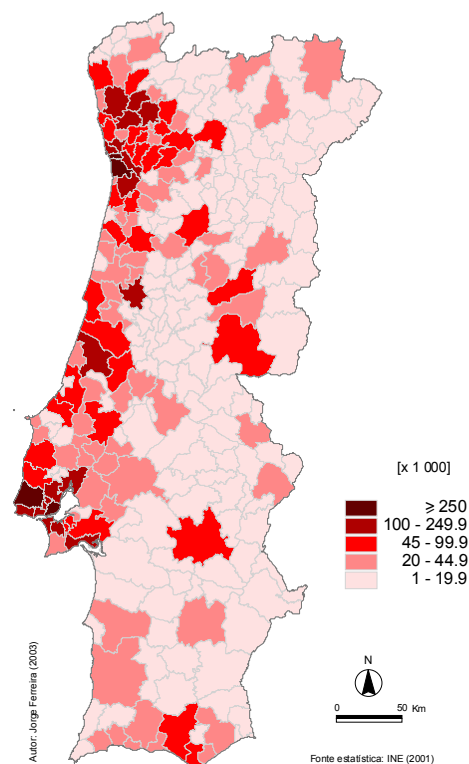 [x 1 000]
≥ 250
100 - 249.9
45 - 99.9
20 - 44.9
1 - 19.9
N
0 50 Km
Autor: Jorge Ferreira (2003)
Fonte estatística: INE (2001)